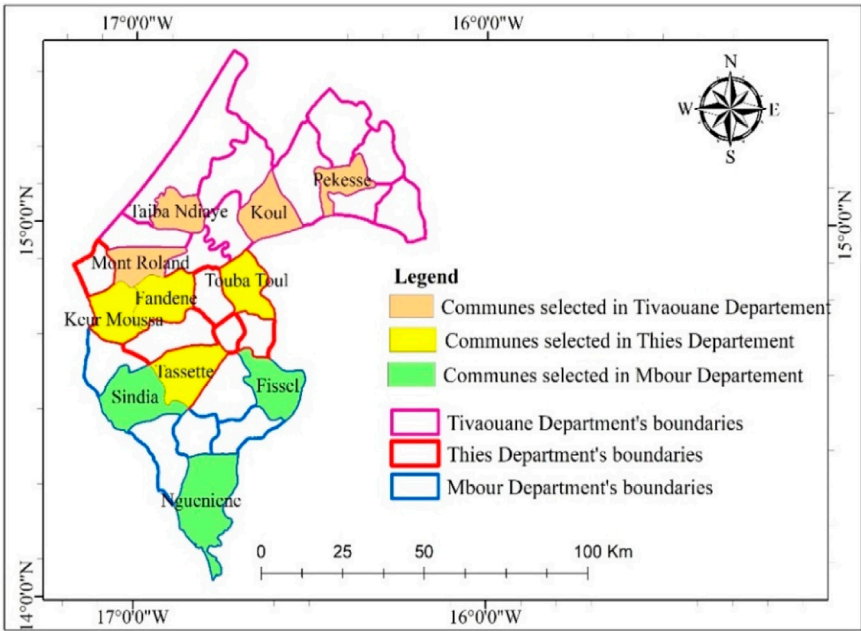 17°0'0"W 16°0'0"W
N
W E
S
15°0'0"N 15°0'0"N
Pekesse
Taiba Ndiaye Koul
Mont Roland
Touba Toul
Fandene
Keur Moussa
Tassette
Sindia Fissel
Ngueniene
Legend
Communes selected in Tivaouane Departement
Communes selected in Thies Departement
Communes selected in Mbour Departement
Tivaouane Department's boundaries
Thies Department's boundaries
Mbour Department's boundaries
0 25 50 100 Km
14°0'0"N
17°0'0"W 16°0'0"W